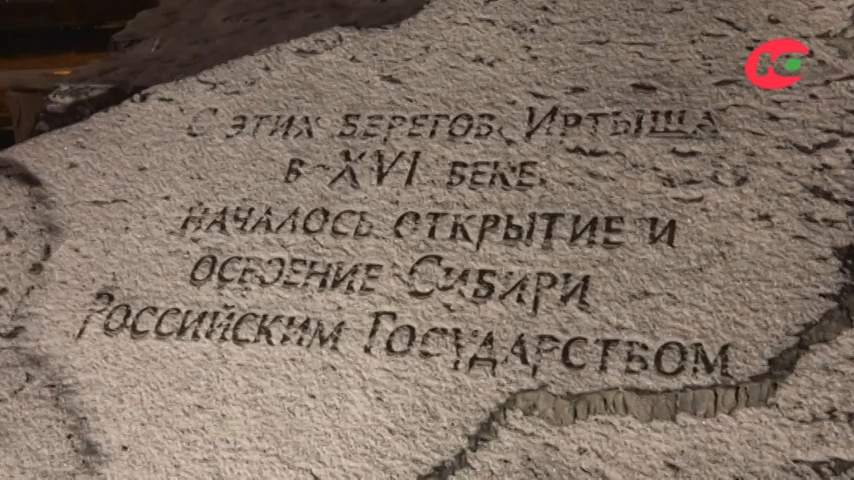 С ЭТИХ БЕРЕГОВ ИРТЫША
В XVI ВЕКЕ
НАЧАЛОСЬ ОТКРЫТИЕ И
ОСВОЕНИЕ СИБИРИ
РОССИЙСКИМ ГОСУДАРСТВОМ